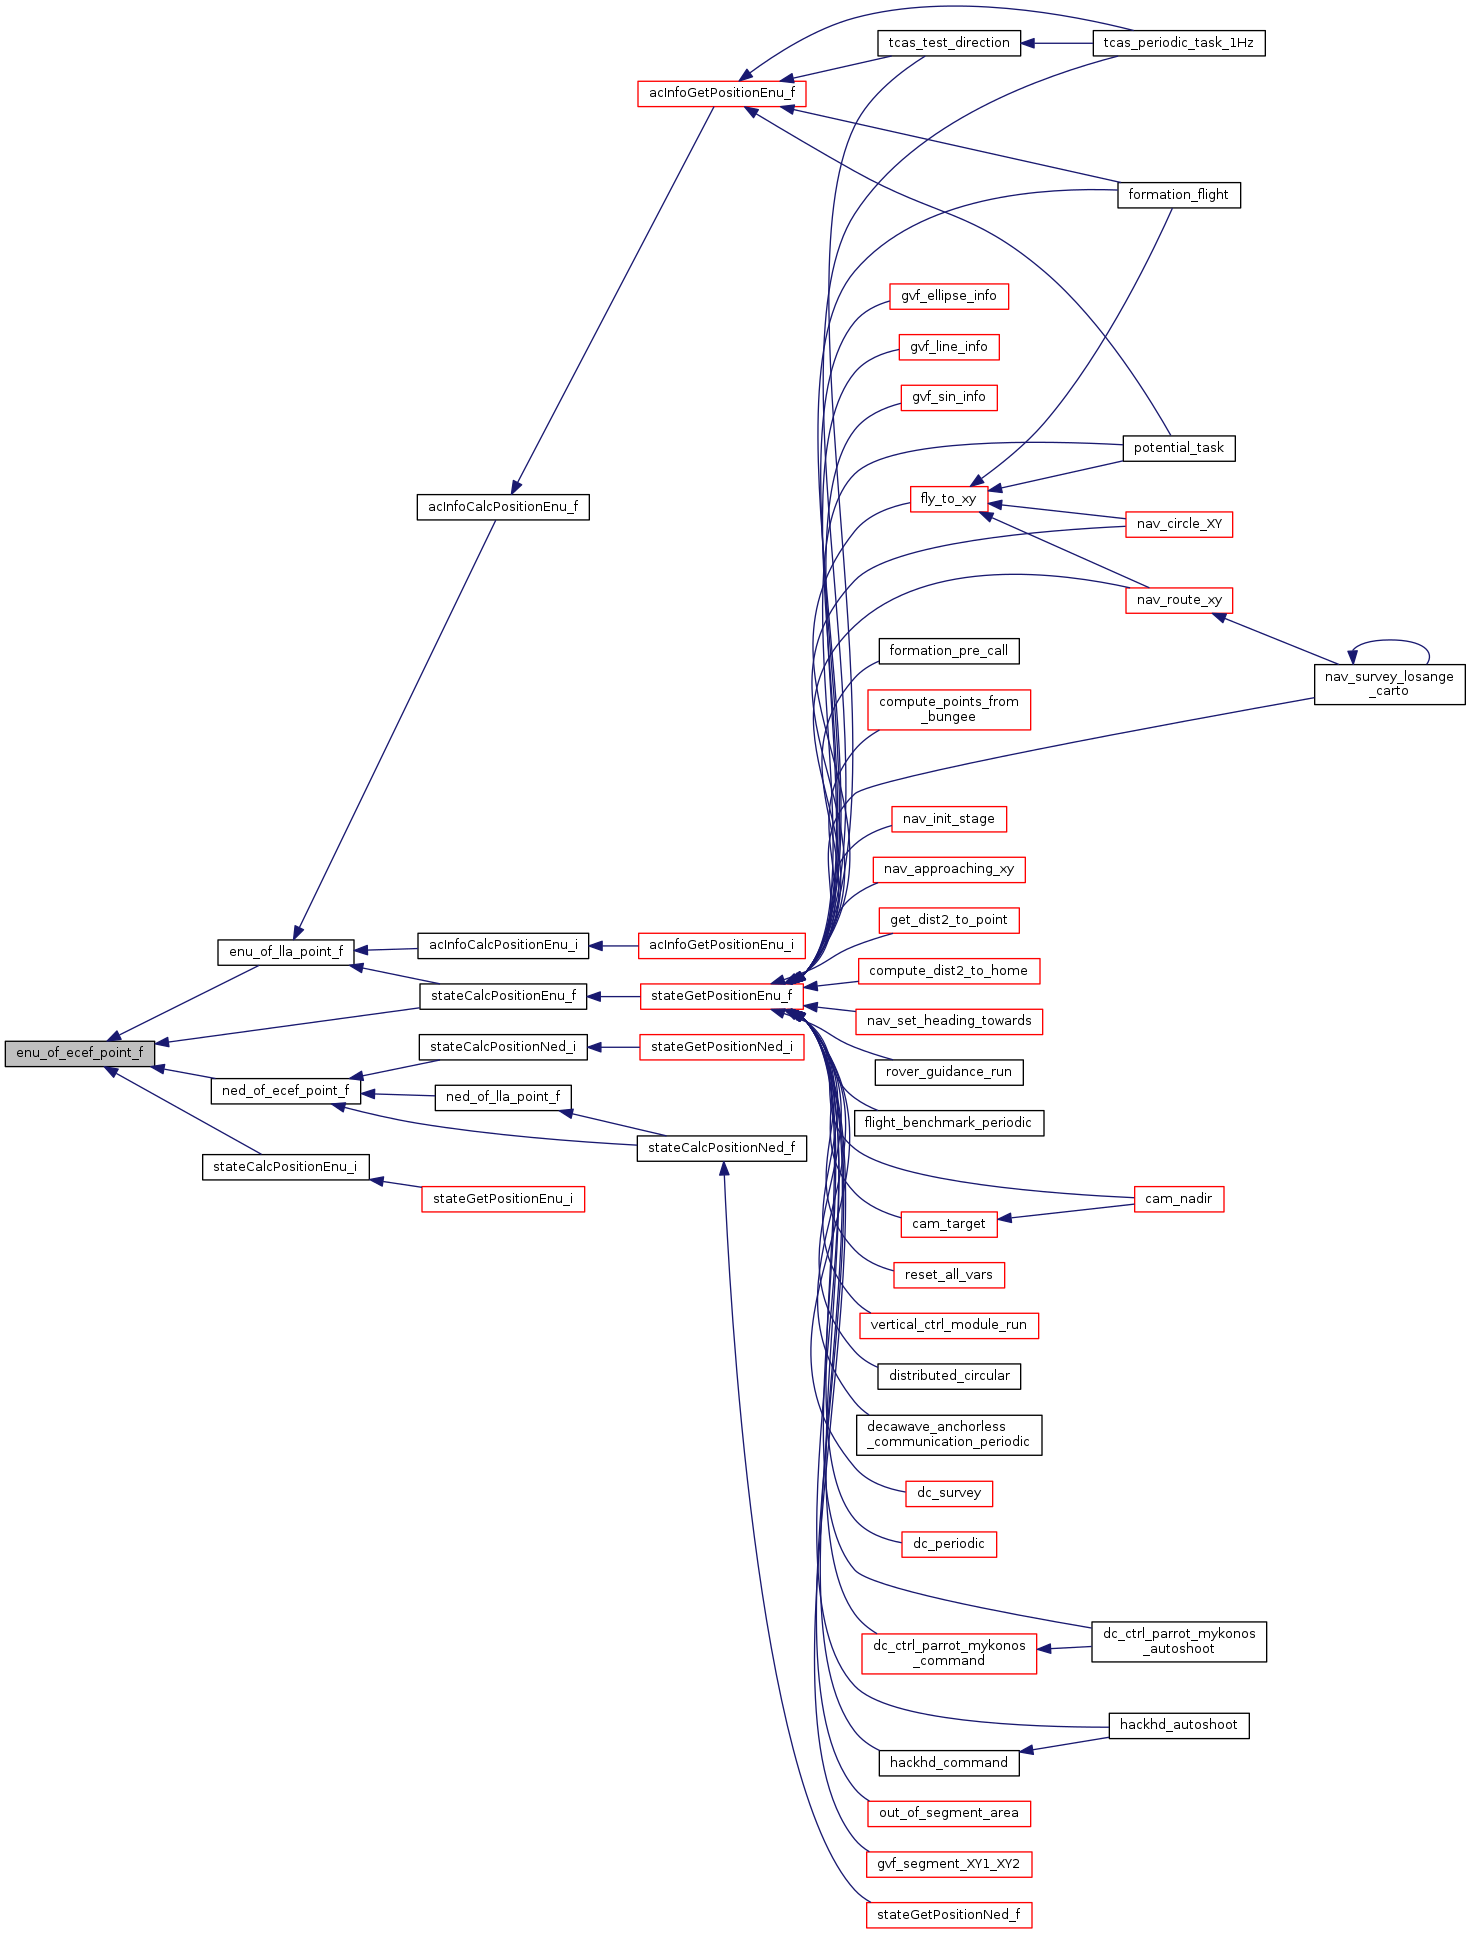 tcas_test_direction
tcas_periodic_task_1Hz
acInfoGetPositionEnu_f
formation_flight
gvf_ellipse_info
gvf_line_info
gvf_sin_info
potential_task
fly_to_xy
acInfoCalcPositionEnu_f
nav_circle_XY
nav_route_xy
formation_pre_call
nav_survey_losange
_carto
compute_points_from
_bungee
nav_init_stage
nav_approaching_xy
get_dist2_to_point
enu_of_lla_point_f
acInfoCalcPositionEnu_i
acInfoGetPositionEnu_i
compute_dist2_to_home
stateCalcPositionEnu_f
stateGetPositionEnu_f
nav_set_heading_towards
enu_of_ecef_point_f
stateCalcPositionNed_i
stateGetPositionNed_i
rover_guidance_run
ned_of_ecef_point_f
ned_of_lla_point_f
flight_benchmark_periodic
stateCalcPositionNed_f
stateCalcPositionEnu_i
stateGetPositionEnu_i
cam_nadir
cam_target
reset_all_vars
vertical_ctrl_module_run
distributed_circular
decawave_anchorless
_communication_periodic
dc_survey
dc_periodic
dc_ctrl_parrot_mykonos
_autoshoot
dc_ctrl_parrot_mykonos
_command
hackhd_autoshoot
hackhd_command
out_of_segment_area
gvf_segment_XY1_XY2
stateGetPositionNed_f